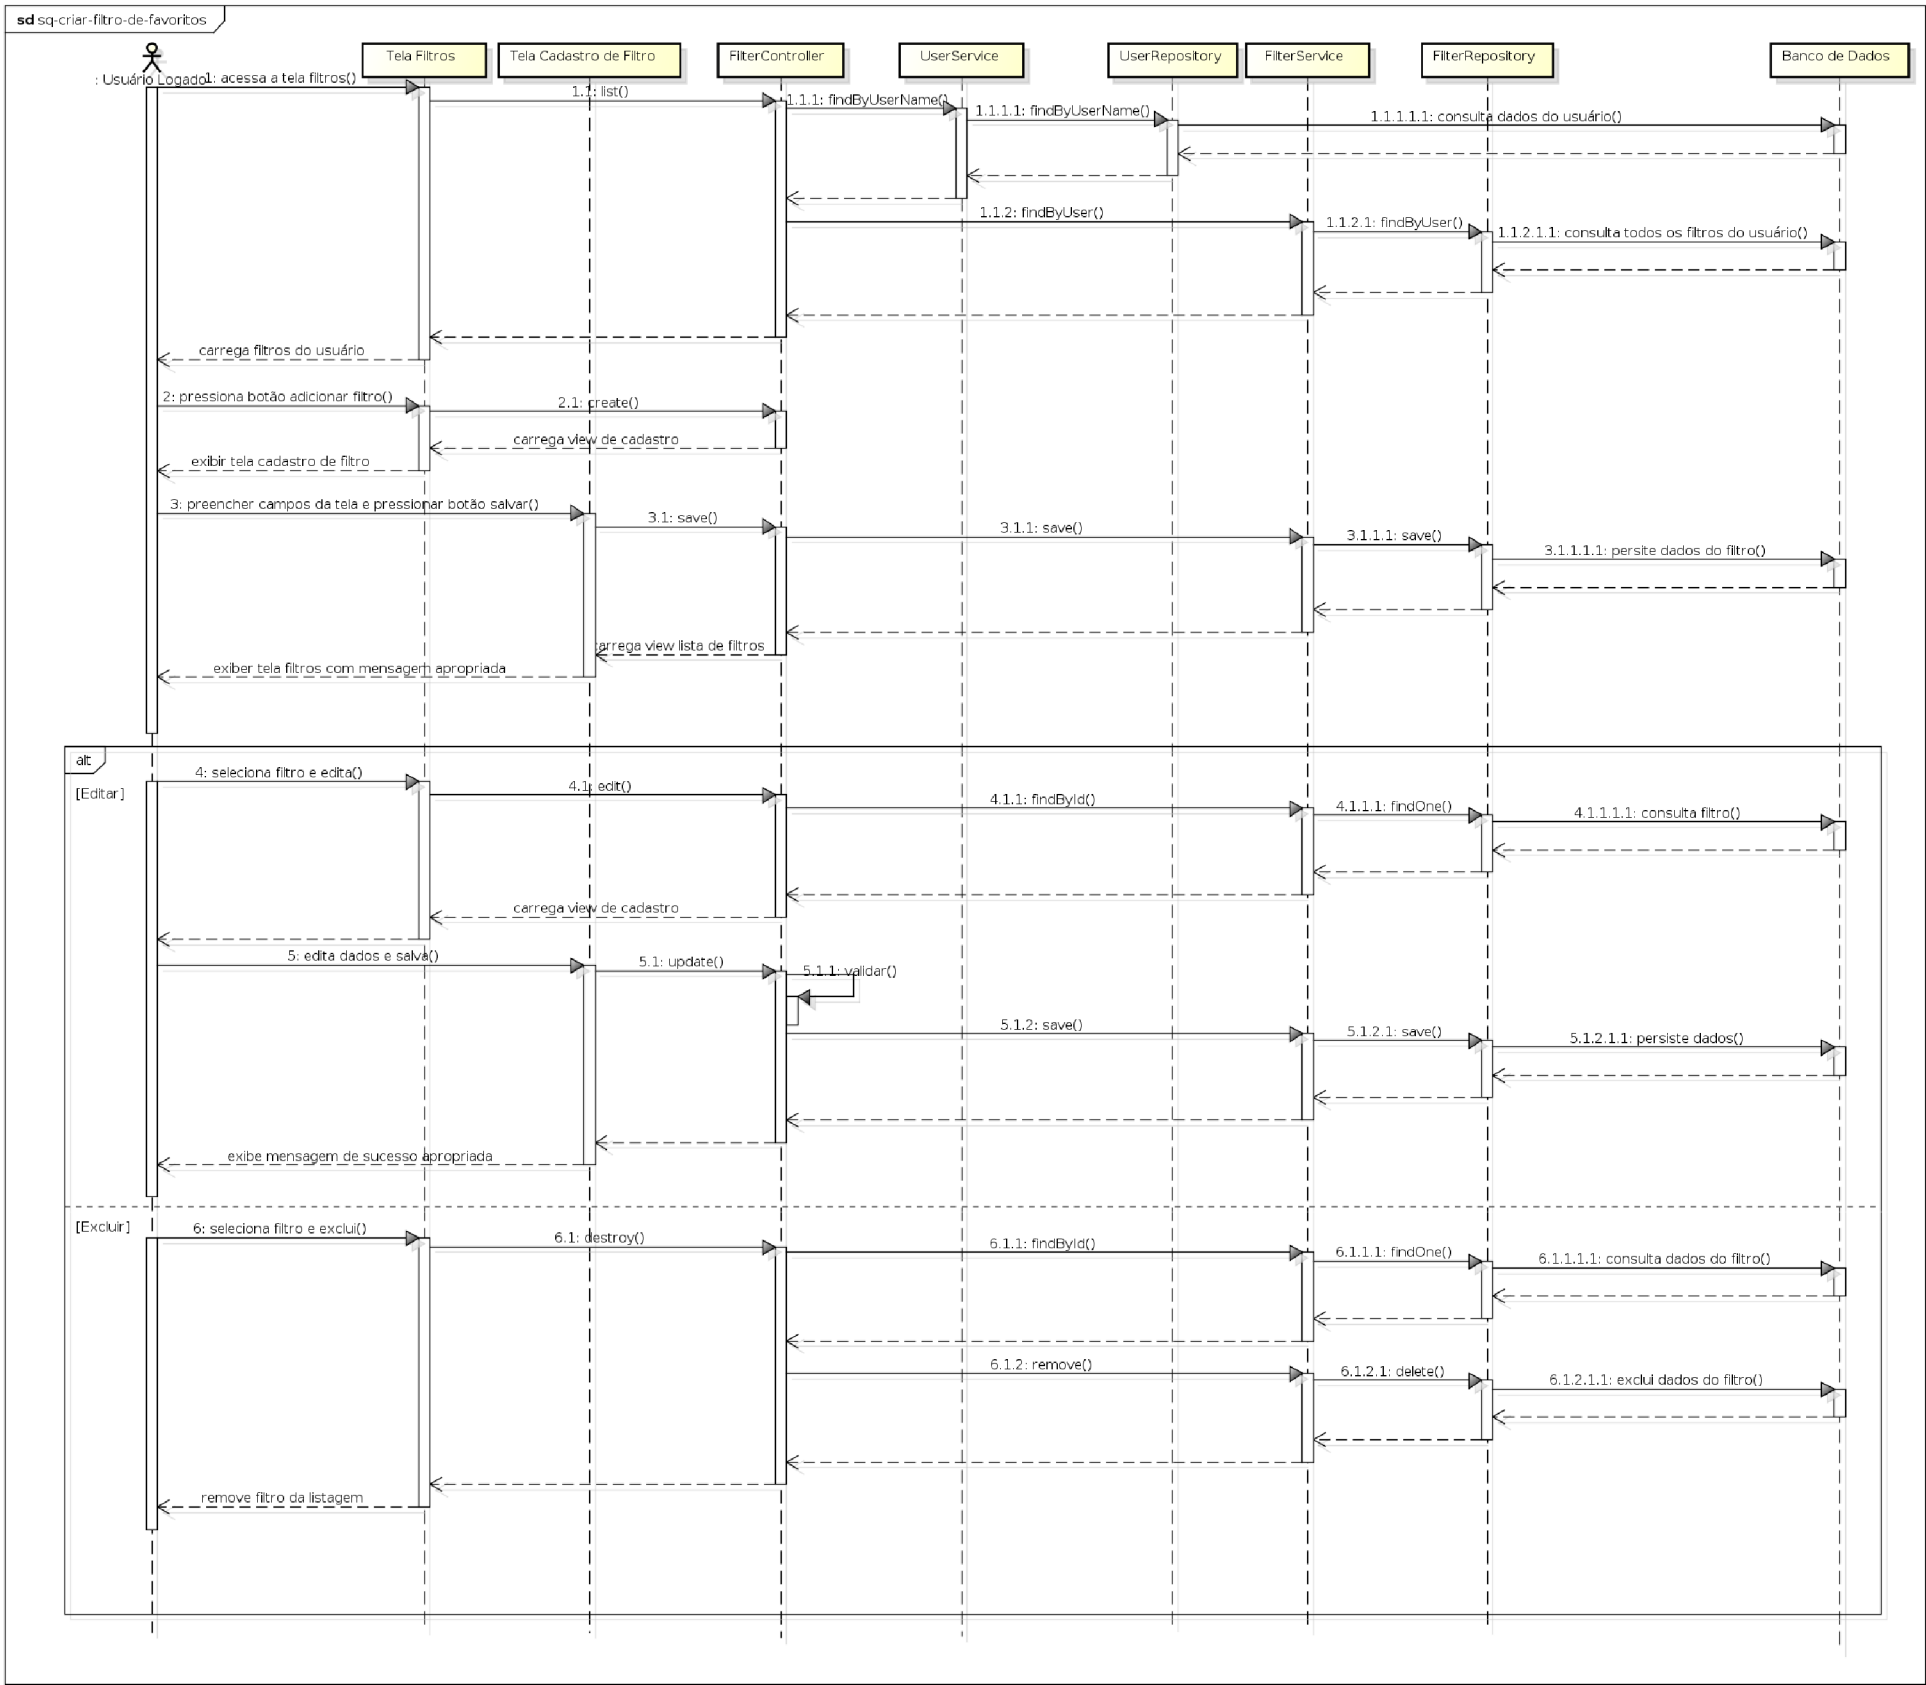 sd sq-criar-filtro-de-favoritos
Tela Filtros
Tela Cadastro de Filtro
FilterController
UserService
UserRepository
FilterService
FilterRepository
Banco de Dados
: Usuário Logado
1: acessa a tela filtros()
1.1: list()
1.1.1: findByUserName()
1.1.1.1: findByUserName()
1.1.1.1.1: consulta dados do usuário()
1.1.2: findByUser()
1.1.2.1: findByUser()
1.1.2.1.1: consulta todos os filtros do usuário()
carrega filtros do usuário
2: pressiona botão adicionar filtro()
2.1: create()
carrega view de cadastro
exibir tela cadastro de filtro
3: preencher campos da tela e pressionar botão salvar()
3.1: save()
3.1.1: save()
3.1.1.1: save()
3.1.1.1.1: persite dados do filtro()
carrega view lista de filtros
exiber tela filtros com mensagem apropriada
alt
[Editar]
4: seleciona filtro e edita()
4.1: edit()
4.1.1: findById()
4.1.1.1: findOne()
4.1.1.1.1: consulta filtro()
carrega view de cadastro
5: edita dados e salva()
5.1: update()
5.1.1: validar()
5.1.2: save()
5.1.2.1: save()
5.1.2.1.1: persiste dados()
exibe mensagem de sucesso apropriada
[Excluir]
6: seleciona filtro e exclui()
6.1: destroy()
6.1.1: findById()
6.1.1.1: findOne()
6.1.1.1.1: consulta dados do filtro()
6.1.2: remove()
6.1.2.1: delete()
6.1.2.1.1: exclui dados do filtro()
remove filtro da listagem